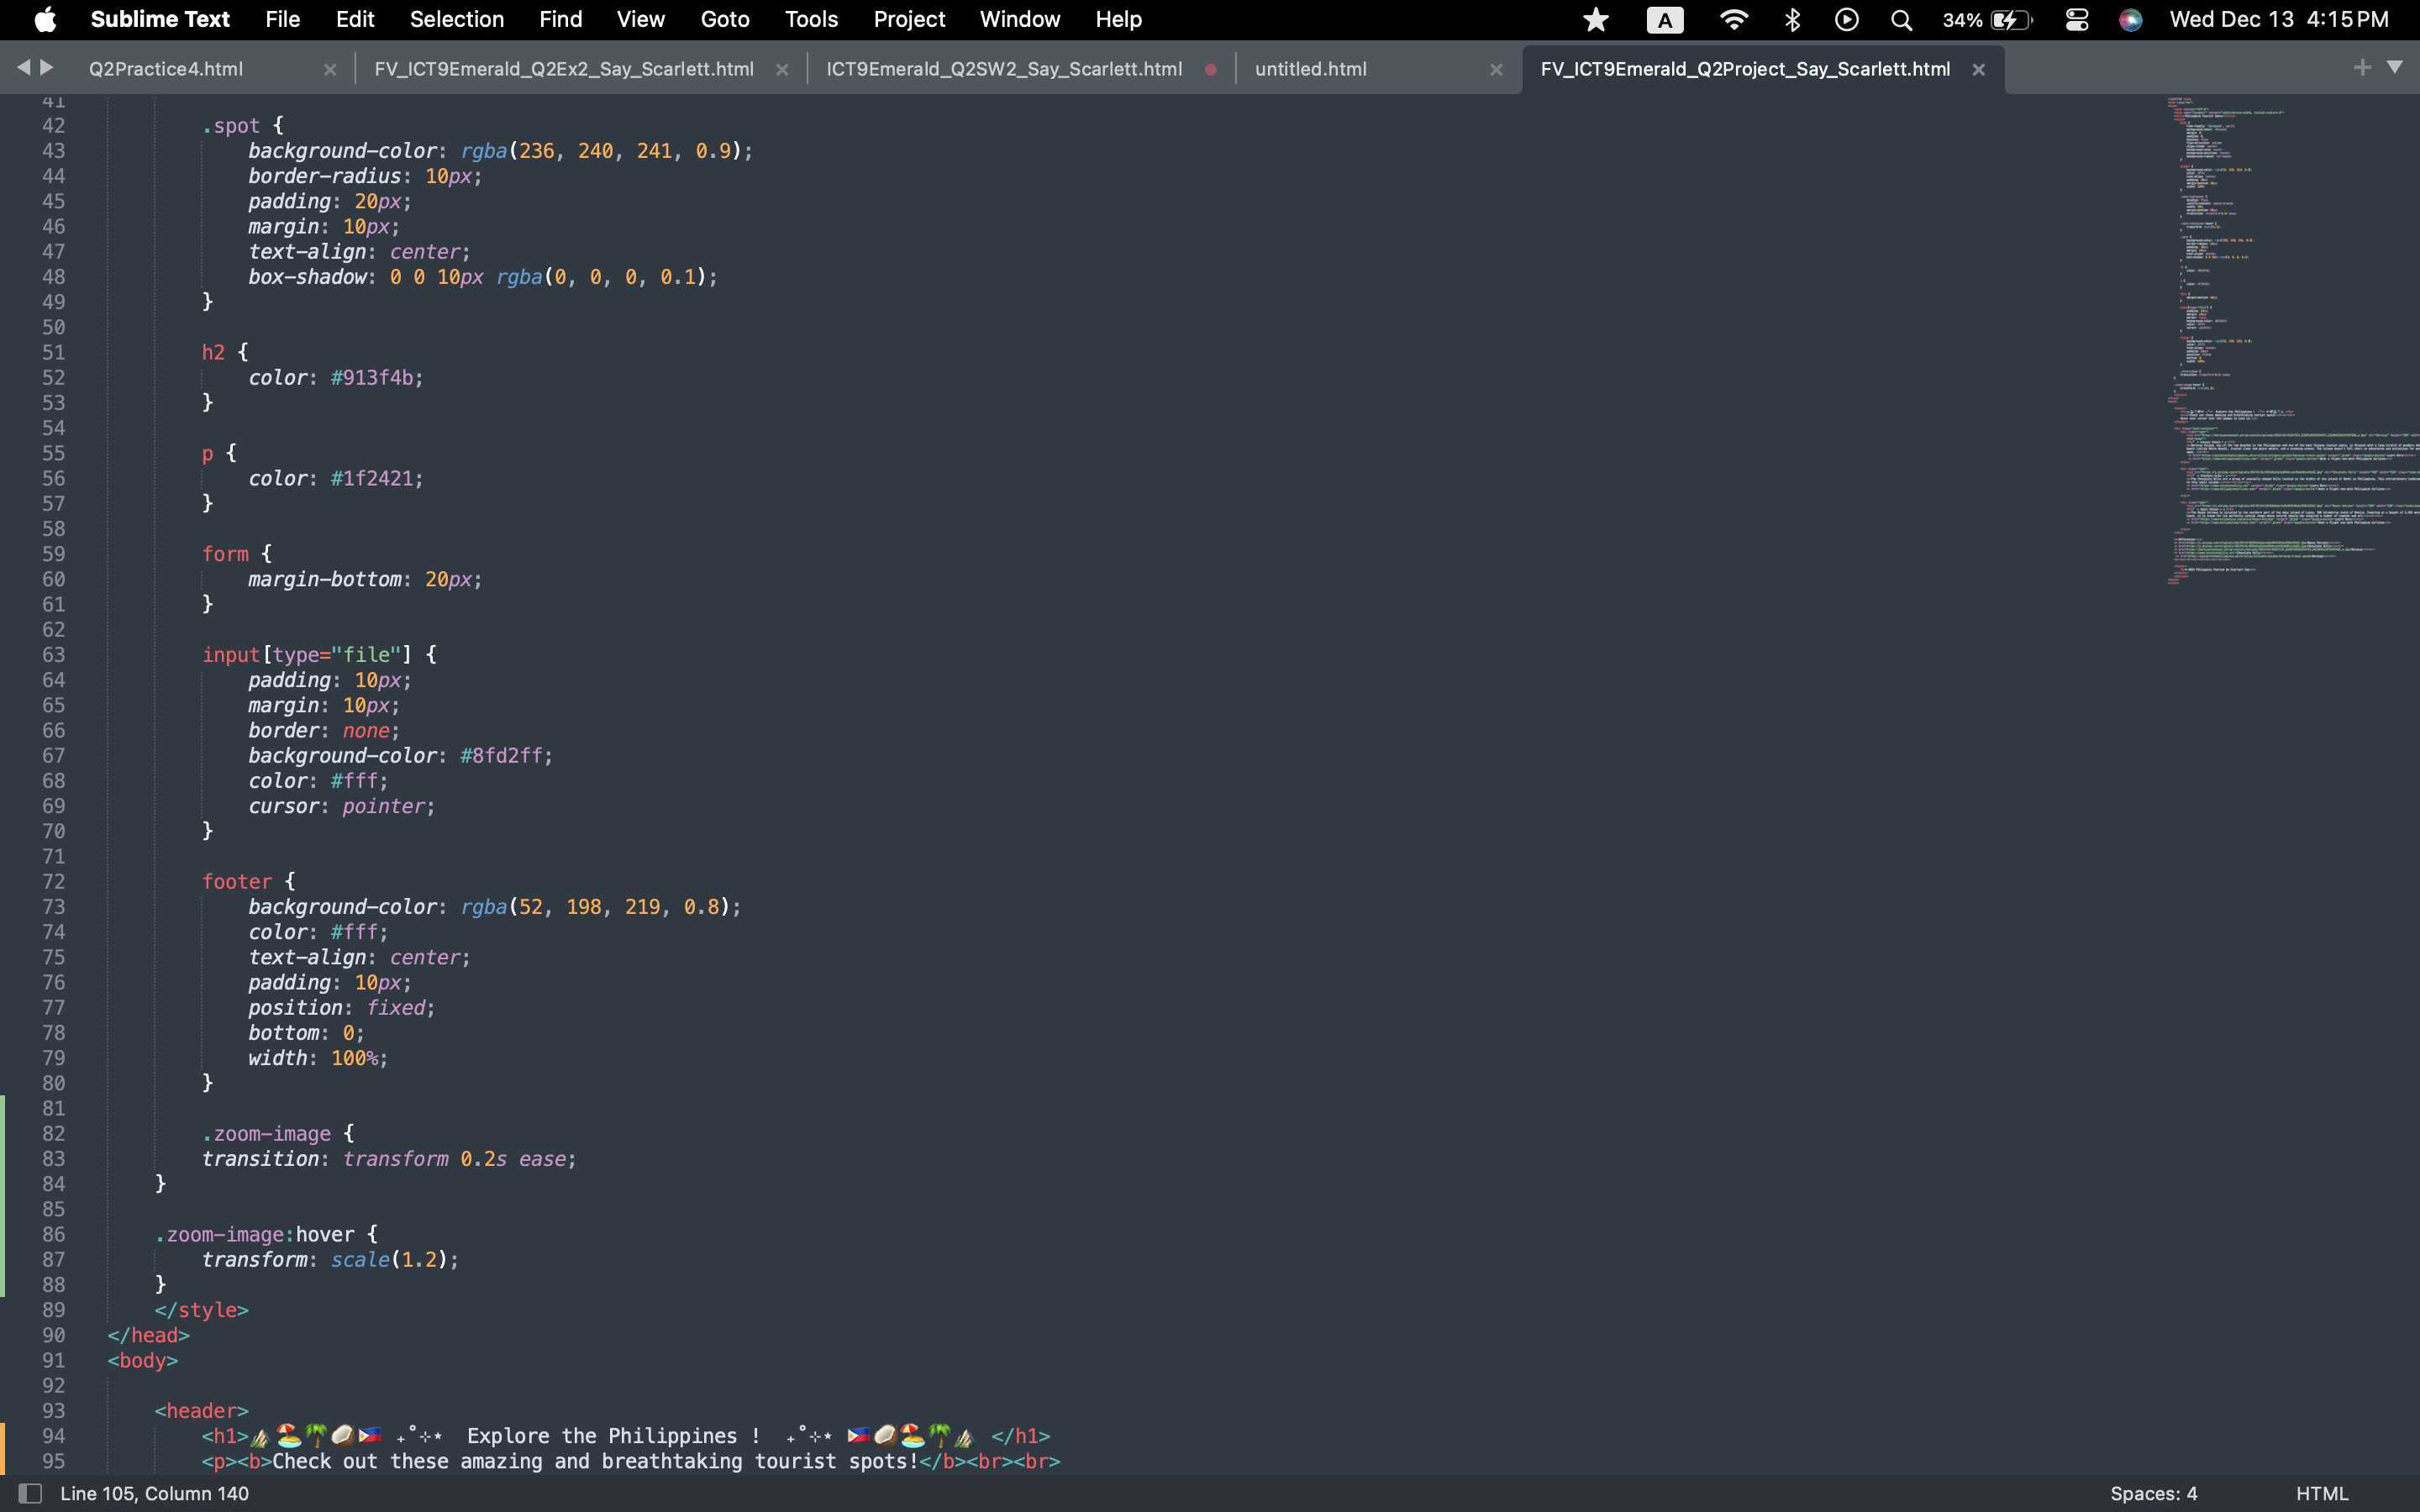 Sublime Text File Edit Selection Find View Goto Tools Project Window Help A 34% Wed Dec 13 4:15 PM
Q2Practice4.html FV_ICT9Emerald_Q2Ex2_Say_Scarlett.html ICT9Emerald_Q2SW2_Say_Scarlett.html untitled.html FV_ICT9Emerald_Q2Project_Say_Scarlett.html
41
42 .spot {
43 background-color: rgba(236, 240, 241, 0.9);
44 border-radius: 10px;
45 padding: 20px;
46 margin: 10px;
47 text-align: center;
48 box-shadow: 0 0 10px rgba(0, 0, 0, 0.1);
49 }
50
51 h2 {
52 color: #913f4b;
53 }
54
55 p {
56 color: #1f2421;
57 }
58
59 form {
60 margin-bottom: 20px;
61 }
62
63 input[type="file"] {
64 padding: 10px;
65 margin: 10px;
66 border: none;
67 background-color: #8fd2ff;
68 color: #fff;
69 cursor: pointer;
70 }
71
72 footer {
73 background-color: rgba(52, 198, 219, 0.8);
74 color: #fff;
75 text-align: center;
76 padding: 10px;
77 position: fixed;
78 bottom: 0;
79 width: 100%;
80 }
81
82 .zoom-image {
83 transition: transform 0.2s ease;
84 }
85
86 .zoom-image:hover {
87 transform: scale(1.2);
88 }
89 </style>
90 </head>
91 <body>
92
93 <header>
94 <h1>⛰️🏖️🌴🥥🇵🇭 ₊˚⊹⋆ Explore the Philippines ! ₊˚⊹⋆ 🇵🇭🥥🏖️🌴⛰️ </h1>
95 <p><b>Check out these amazing and breathtaking tourist spots!</b><br><br>
Line 105, Column 140 Spaces: 4 HTML